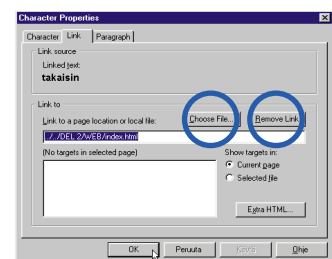 Character Properties
Character Link Paragraph
Link source
Linked text:
takaisin
Link to
Link to a page location or local file: Choose File... Remove Link
../../DEL 2/WEB/index.html
(No targets in selected page) Show targets in:
Current page
Selected file
Extra HTML...
OK Peruuta Ohje